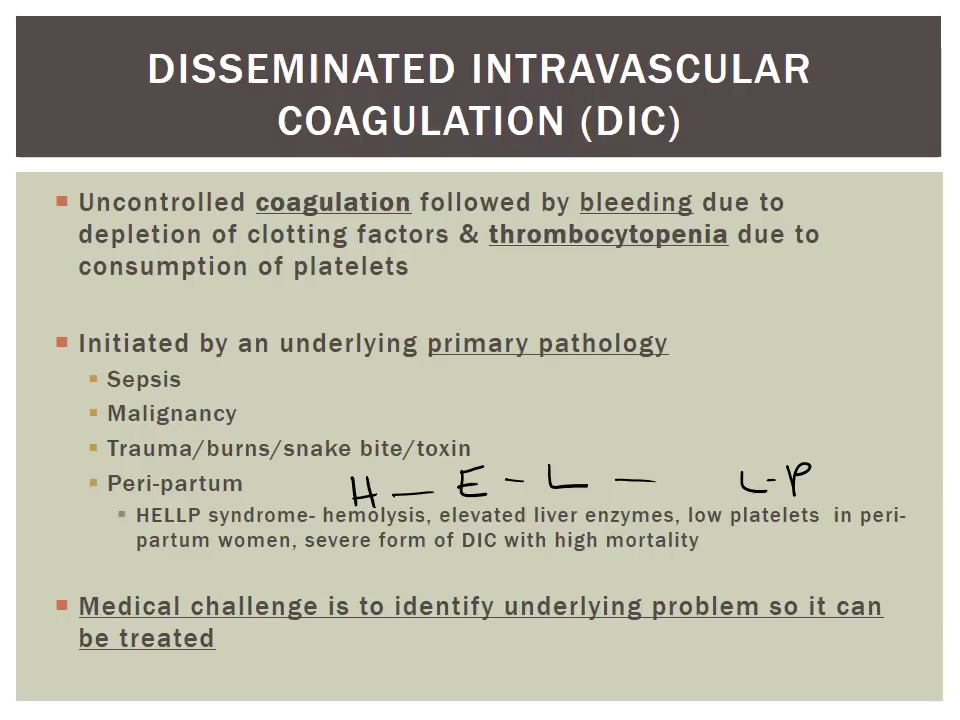 DISSEMINATED INTRAVASCULAR
COAGULATION (DIC)
Uncontrolled coagulation followed by bleeding due to
depletion of clotting factors & thrombocytopenia due to
consumption of platelets
Initiated by an underlying primary pathology
Sepsis
Malignancy
Trauma/burns/snake bite/toxin
Peri-partum
H — E - L — L-P
HELLP syndrome- hemolysis, elevated liver enzymes, low platelets in peri-
partum women, severe form of DIC with high mortality
Medical challenge is to identify underlying problem so it can
be treated